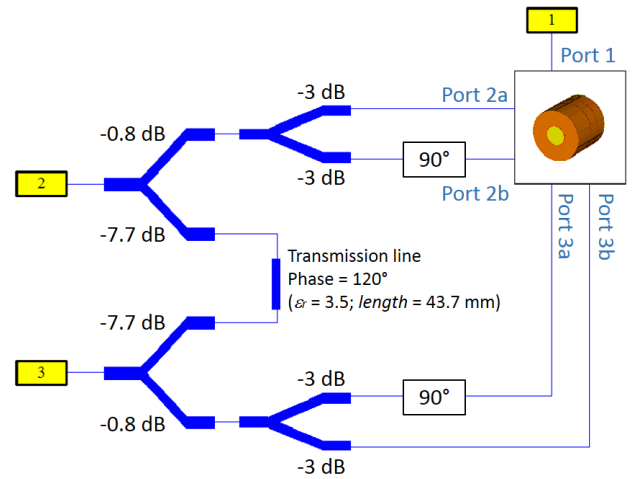 1
Port 1
-3 dB
Port 2a
-0.8 dB
-3 dB
90°
2
Port 2b
Port 3a
Port 3b
-7.7 dB
Transmission line
Phase = 120°
(εr = 3.5; length = 43.7 mm)
-7.7 dB
3
-3 dB
90°
-0.8 dB
-3 dB